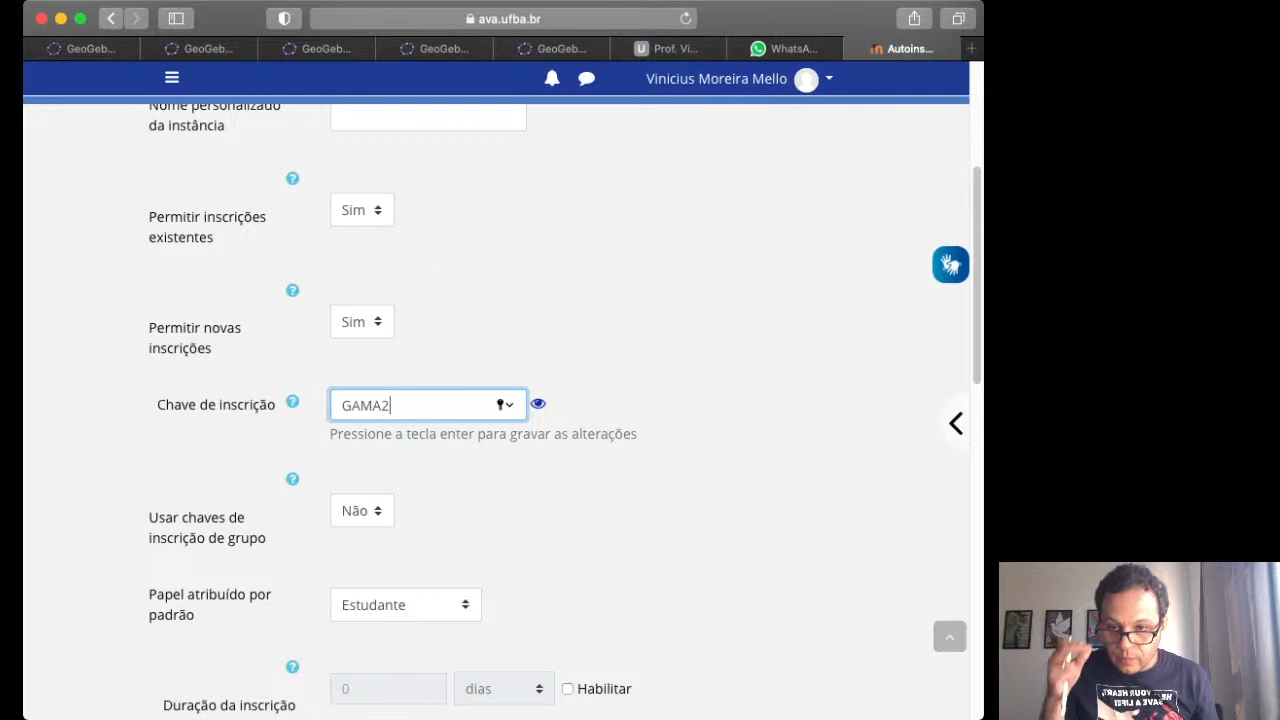 ava.ufba.br
GeoGeb... GeoGeb... GeoGeb... GeoGeb... GeoGeb... U Prof. Vi... WhatsA... Autoins...
Vinicius Moreira Mello
Nome personalizado
da instância
Permitir inscrições
existentes
Sim
Permitir novas
inscrições
Sim
Chave de inscrição
GAMA2
Pressione a tecla enter para gravar as alterações
Usar chaves de
inscrição de grupo
Não
Papel atribuído por
padrão
Estudante
Duração da inscrição
0 dias Habilitar